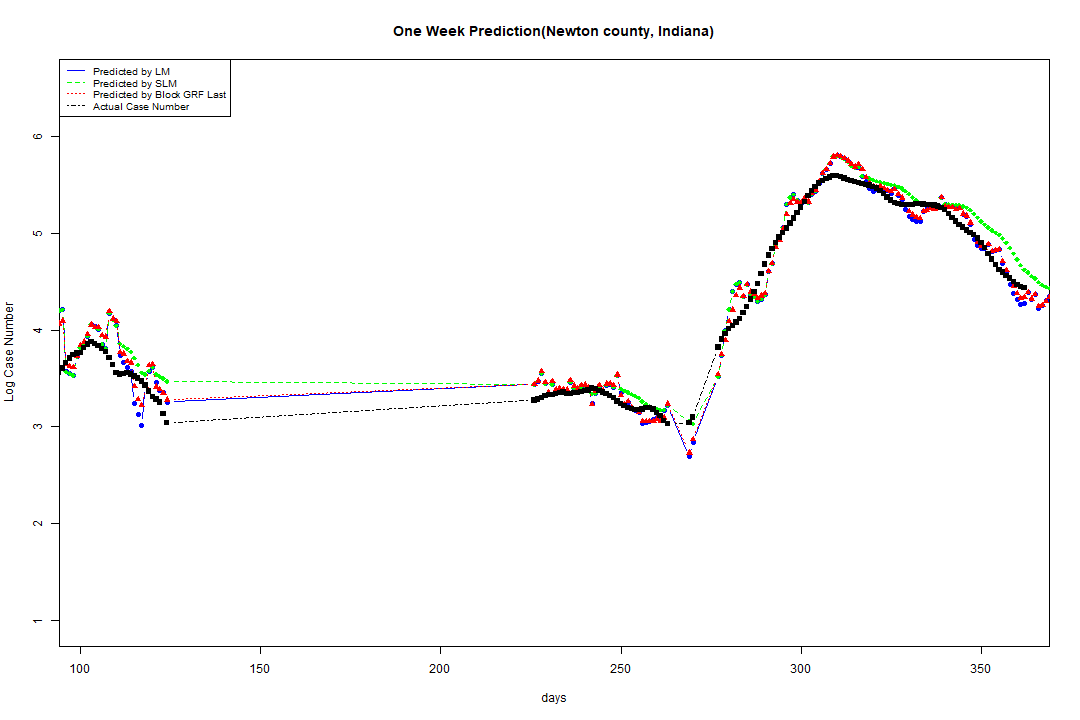 One Week Prediction(Newton county, Indiana)
Predicted by LM
Predicted by SLM
Predicted by Block GRF Last
Actual Case Number
Log Case Number
6
5
4
3
2
1
100 150 200 250 300 350
days